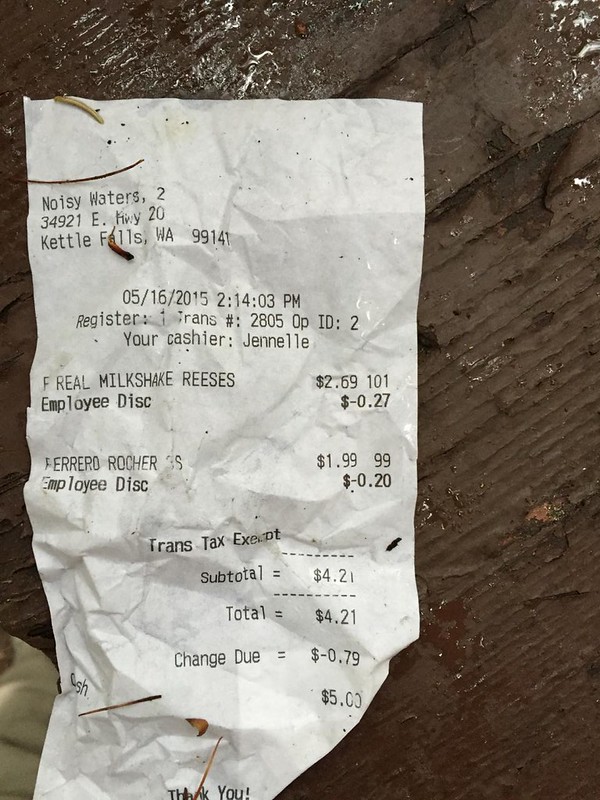 Noisy Waters, 2
34921 E. Hwy 20
Kettle Falls, WA 99141
05/16/2015 2:14:03 PM
Register: 1 Trans #: 2805 Op ID: 2
Your cashier: Jennelle
F REAL MILKSHAKE REESES $2.69 101
Employee Disc $-0.27
FERRERO ROCHER $1.99 99
Employee Disc $-0.20
Trans Tax Exempt
----------
Subtotal = $4.21
----------
Total = $4.21
Change Due = $-0.79
Cash $5.00
Thank You!